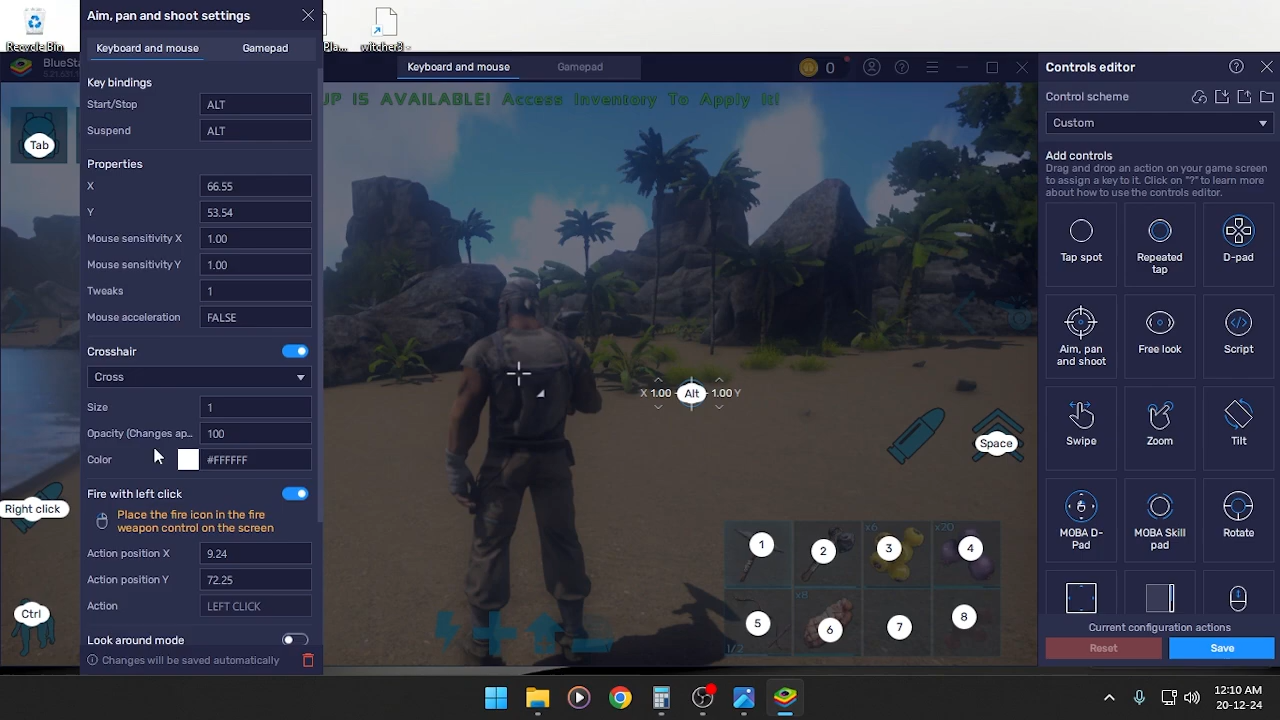 Recycle Bin
Pla...
witcher3 -
Aim, pan and shoot settings
Keyboard and mouse
Gamepad
Key bindings
Start/Stop
ALT
Suspend
ALT
Properties
X
66.55
Y
53.54
Mouse sensitivity X
1.00
Mouse sensitivity Y
1.00
Tweaks
1
Mouse acceleration
FALSE
Crosshair
Cross
Size
1
Opacity (Changes ap...
100
Color
#FFFFFF
Fire with left click
Place the fire icon in the fire
weapon control on the screen
Action position X
9.24
Action position Y
72.25
Action
LEFT CLICK
Look around mode
Changes will be saved automatically
BlueSta
Keyboard and mouse
Gamepad
0
UP IS AVAILABLE! Access Inventory To Apply it!
Tab
X 1.00
Alt
1.00 Y
Space
Right click
Ctrl
x6
x20
1
2
3
4
x8
5
6
7
8
1/2
Controls editor
Control scheme
Custom
Add controls
Drag and drop an action on your game screen
to assign a key to it. Click on "?" to learn more
about how to use the controls editor.
Tap spot
Repeated
tap
D-pad
Aim, pan
and shoot
Free look
Script
Swipe
Zoom
Tilt
MOBA D-
Pad
MOBA Skill
pad
Rotate
Current configuration actions
Reset
Save
12:10 AM